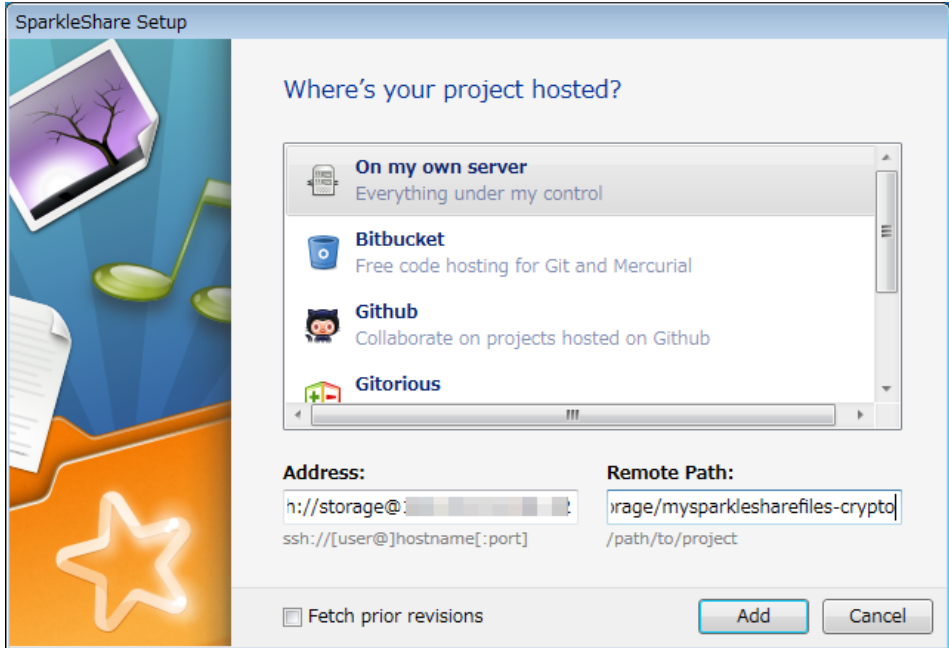 SparkleShare Setup
Where's your project hosted?
On my own server
Everything under my control
Bitbucket
Free code hosting for Git and Mercurial
Github
Collaborate on projects hosted on Github
Gitorious
Address:
Remote Path:
h://storage@
rage/mysparklesharefiles-crypto
ssh://[user@]hostname[:port]
/path/to/project
Fetch prior revisions
Add
Cancel